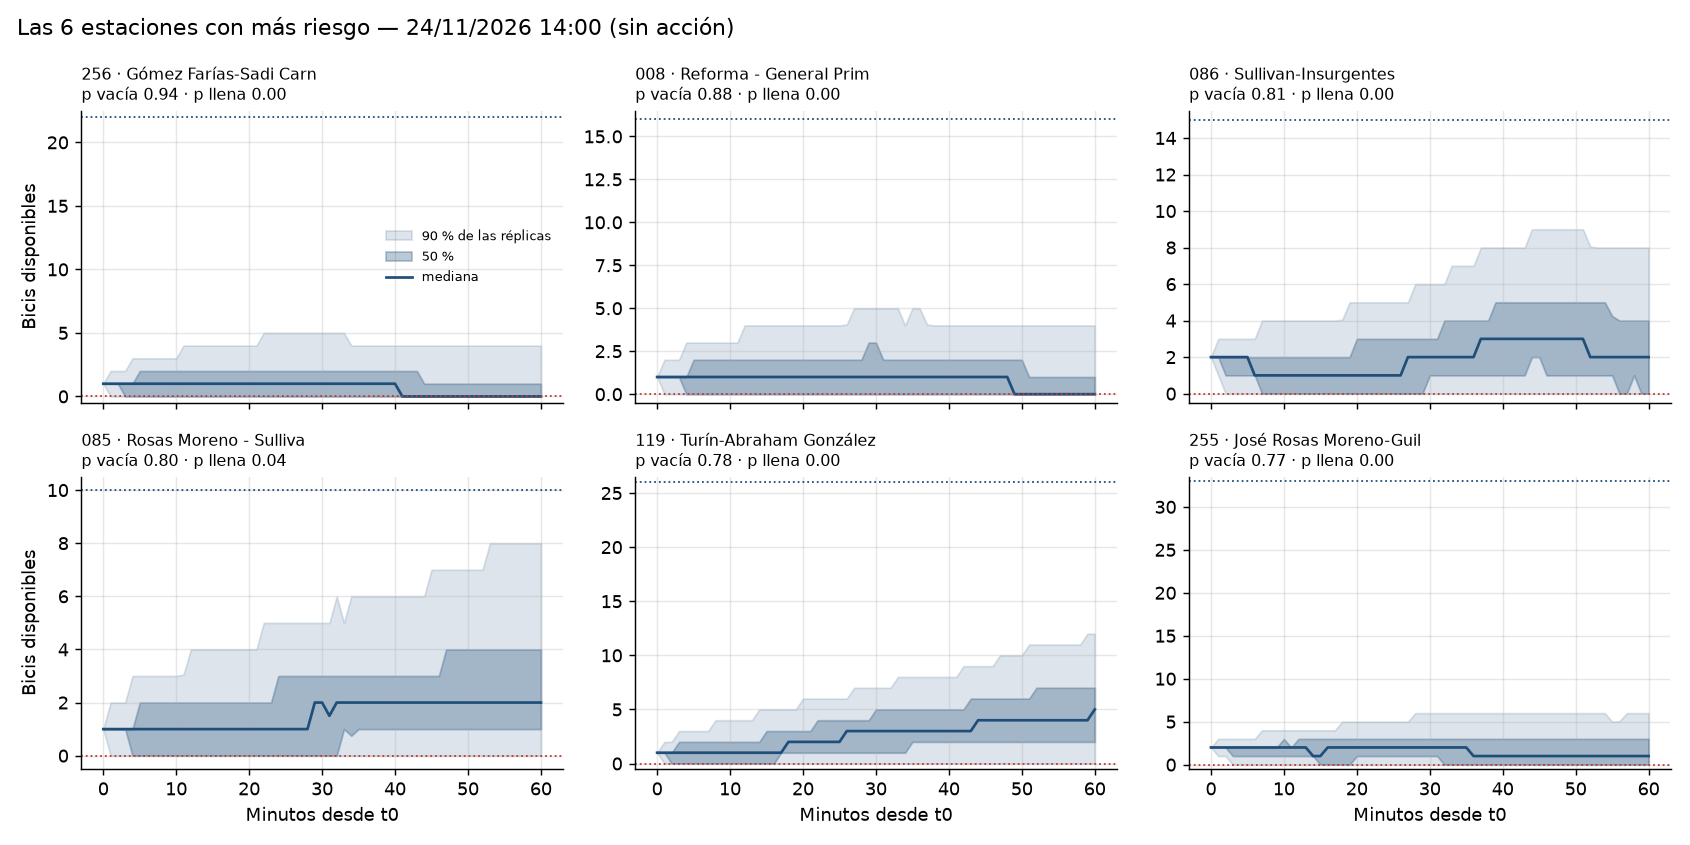 Las 6 estaciones con más riesgo — 24/11/2026 14:00 (sin acción)
256 · Gómez Farías-Sadi Carn
p vacía 0.94 · p llena 0.00
008 · Reforma - General Prim
p vacía 0.88 · p llena 0.00
086 · Sullivan-Insurgentes
p vacía 0.81 · p llena 0.00
Bicis disponibles
20
15
10
5
0
90 % de las réplicas
50 %
mediana
15.0
12.5
10.0
7.5
5.0
2.5
0.0
14
12
10
8
6
4
2
0
085 · Rosas Moreno - Sulliva
p vacía 0.80 · p llena 0.04
119 · Turín-Abraham González
p vacía 0.78 · p llena 0.00
255 · José Rosas Moreno-Guil
p vacía 0.77 · p llena 0.00
Bicis disponibles
10
8
6
4
2
0
0 10 20 30 40 50 60
Minutos desde t0
25
20
15
10
5
0
0 10 20 30 40 50 60
Minutos desde t0
30
25
20
15
10
5
0
0 10 20 30 40 50 60
Minutos desde t0